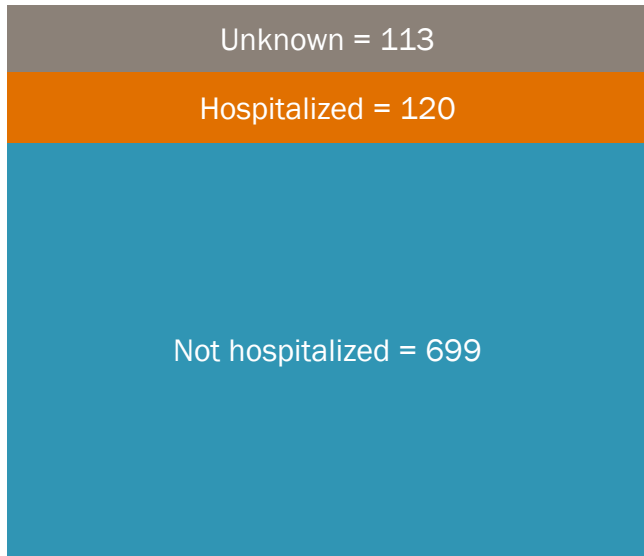 Unknown = 113
Hospitalized = 120
Not hospitalized = 699